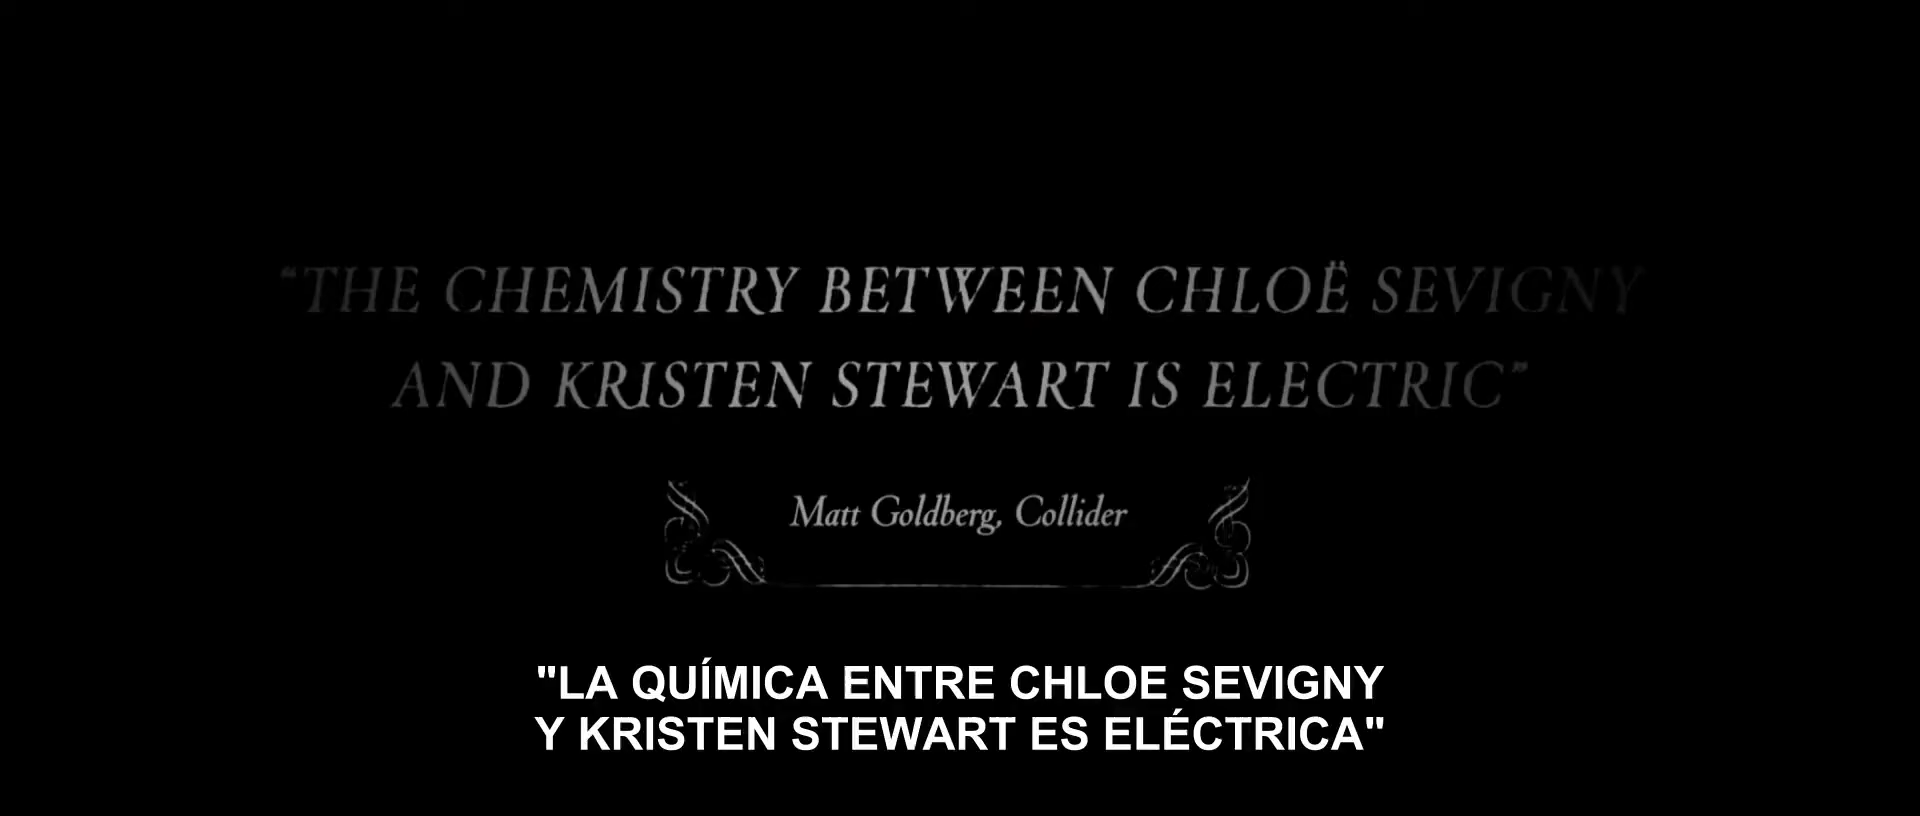 “THE CHEMISTRY BETWEEN CHLOË SEVIGNY
AND KRISTEN STEWART IS ELECTRIC”
Matt Goldberg, Collider
"LA QUÍMICA ENTRE CHLOE SEVIGNY
Y KRISTEN STEWART ES ELÉCTRICA"